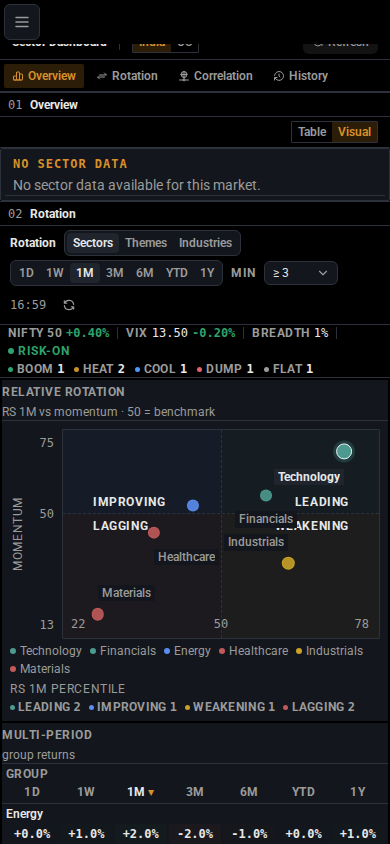 Sector Dashboard India US Refresh
Overview Rotation Correlation History
01 Overview
Table Visual
NO SECTOR DATA
No sector data available for this market.
02 Rotation
Rotation Sectors Themes Industries
1D 1W 1M 3M 6M YTD 1Y MIN ≥ 3
16:59
NIFTY 50 +0.40% VIX 13.50 -0.20% BREADTH 1%
RISK-ON
BOOM 1 HEAT 2 COOL 1 DUMP 1 FLAT 1
RELATIVE ROTATION
RS 1M vs momentum · 50 = benchmark
MOMENTUM
75
Technology
IMPROVING LEADING
50
Financials
LAGGING WEAKENING
Industrials
Healthcare
Materials
13 22 50 78
Technology Financials Energy Healthcare Industrials
Materials
RS 1M PERCENTILE
LEADING 2 IMPROVING 1 WEAKENING 1 LAGGING 2
MULTI-PERIOD
group returns
GROUP
1D 1W 1M ▼ 3M 6M YTD 1Y
Energy
+0.0% +1.0% +2.0% -2.0% -1.0% +0.0% +1.0%